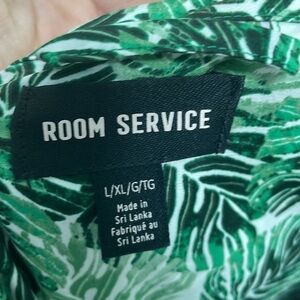 ROOM SERVICE
L/XL/G/TG
Made in
Sri Lanka
Fabriqué au
Sri Lanka